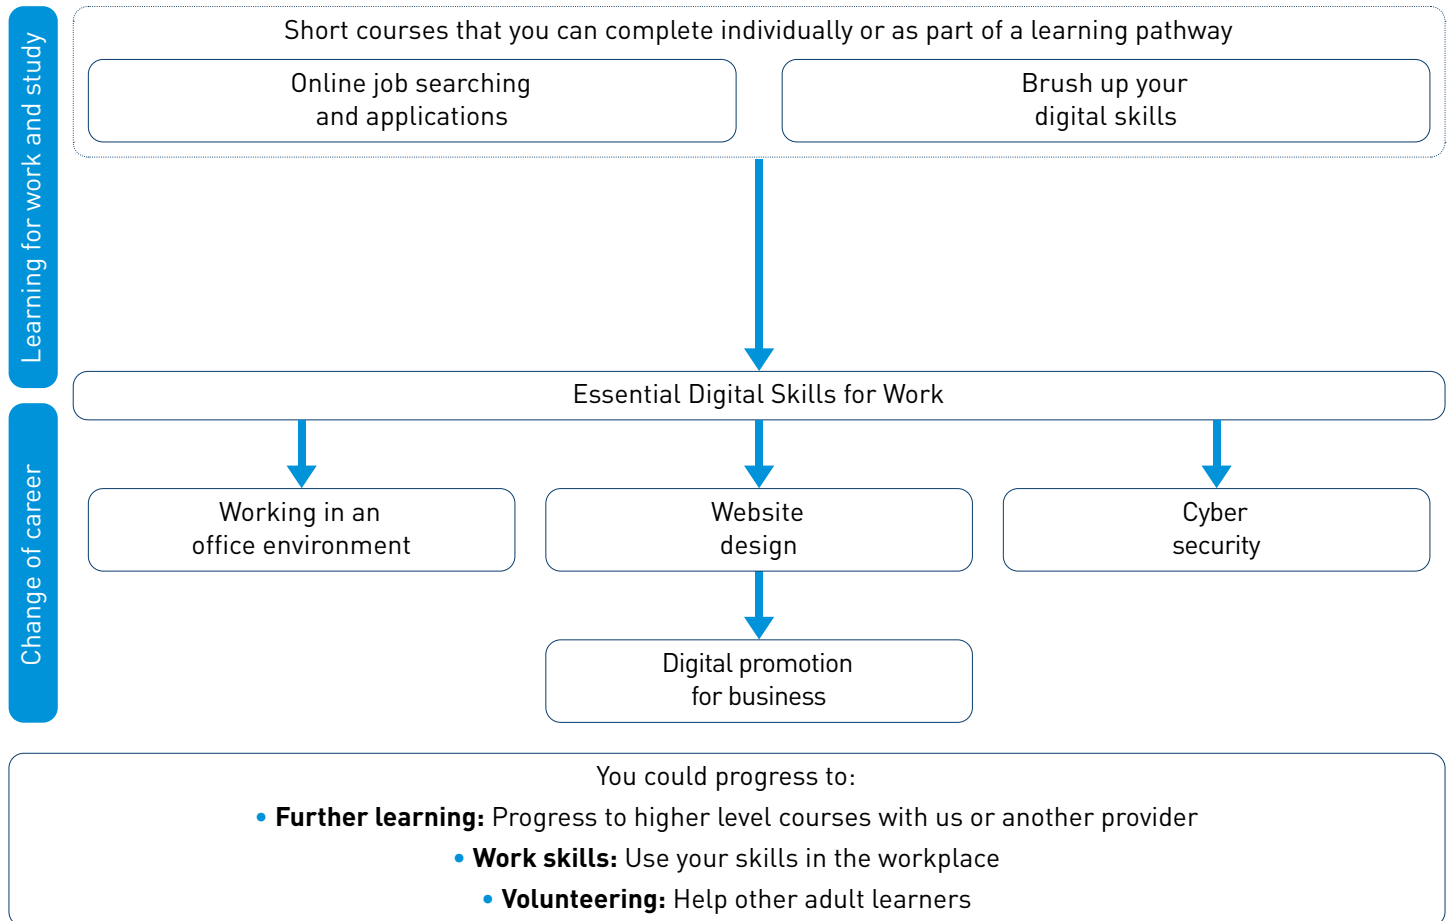 Learning for work and study
Short courses that you can complete individually or as part of a learning pathway
Online job searching
and applications
Brush up your
digital skills
Essential Digital Skills for Work
Change of career
Working in an
office environment
Website
design
Cyber
security
Digital promotion
for business
You could progress to:
• Further learning: Progress to higher level courses with us or another provider
• Work skills: Use your skills in the workplace
• Volunteering: Help other adult learners